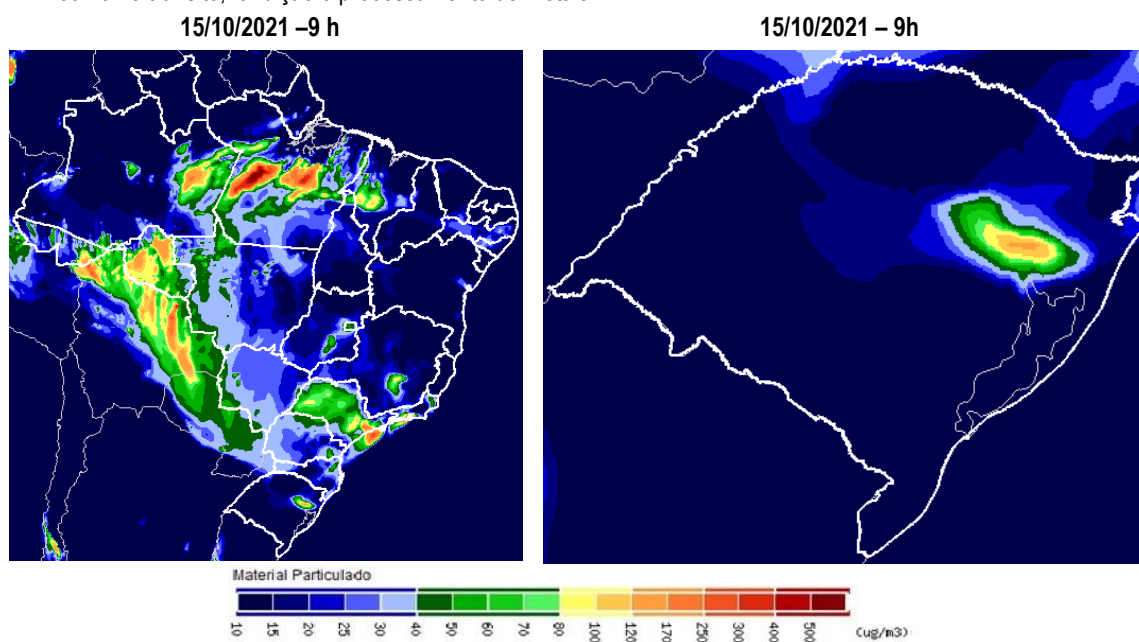 15/10/2021 –9 h
15/10/2021 – 9h
Material Particulado
10 15 20 25 30 40 50 60 70 80 100 120 170 250 300 400 500 (ug/m3)